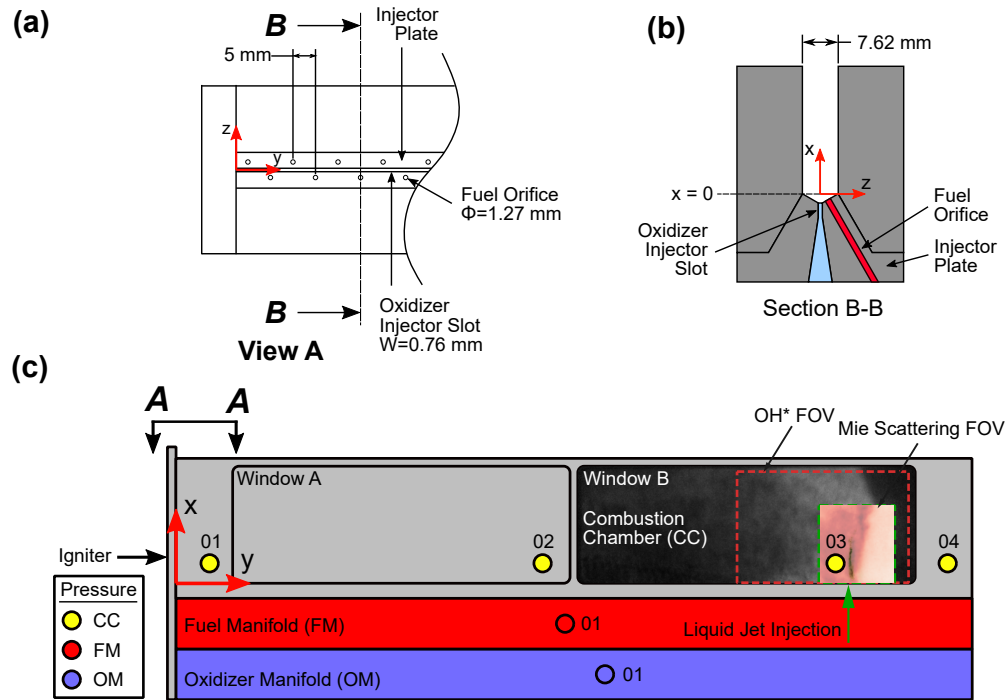 (a)
B
Injector
Plate
5 mm
z
y
Fuel Orifice
Φ=1.27 mm
B
Oxidizer
Injector Slot
W=0.76 mm
View A
(b)
7.62 mm
x
x = 0
z
Fuel
Orifice
Oxidizer
Injector
Slot
Injector
Plate
Section B-B
(c)
A
A
OH* FOV
Mie Scattering FOV
Window A
Window B
x
Combustion
Chamber (CC)
01
02
03
04
y
Igniter
Pressure
CC
FM
OM
Fuel Manifold (FM)
01
Liquid Jet Injection
Oxidizer Manifold (OM)
01